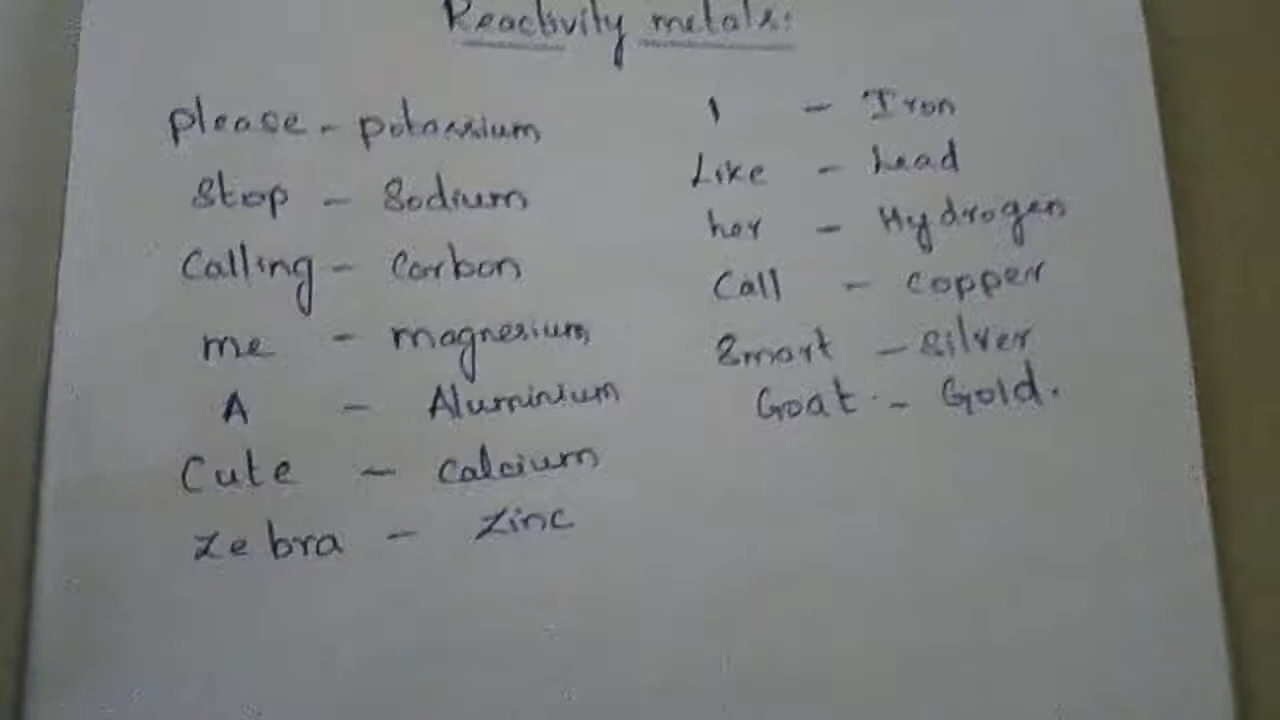 Reactivity metals:
please - potassium
Stop - Sodium
Calling - Carbon
me - magnesium
A - Aluminium
Cute - Calcium
Zebra - Zinc
I - Iron
Like - Lead
her - Hydrogen
Call - Copper
Smart - Silver
Goat - Gold.